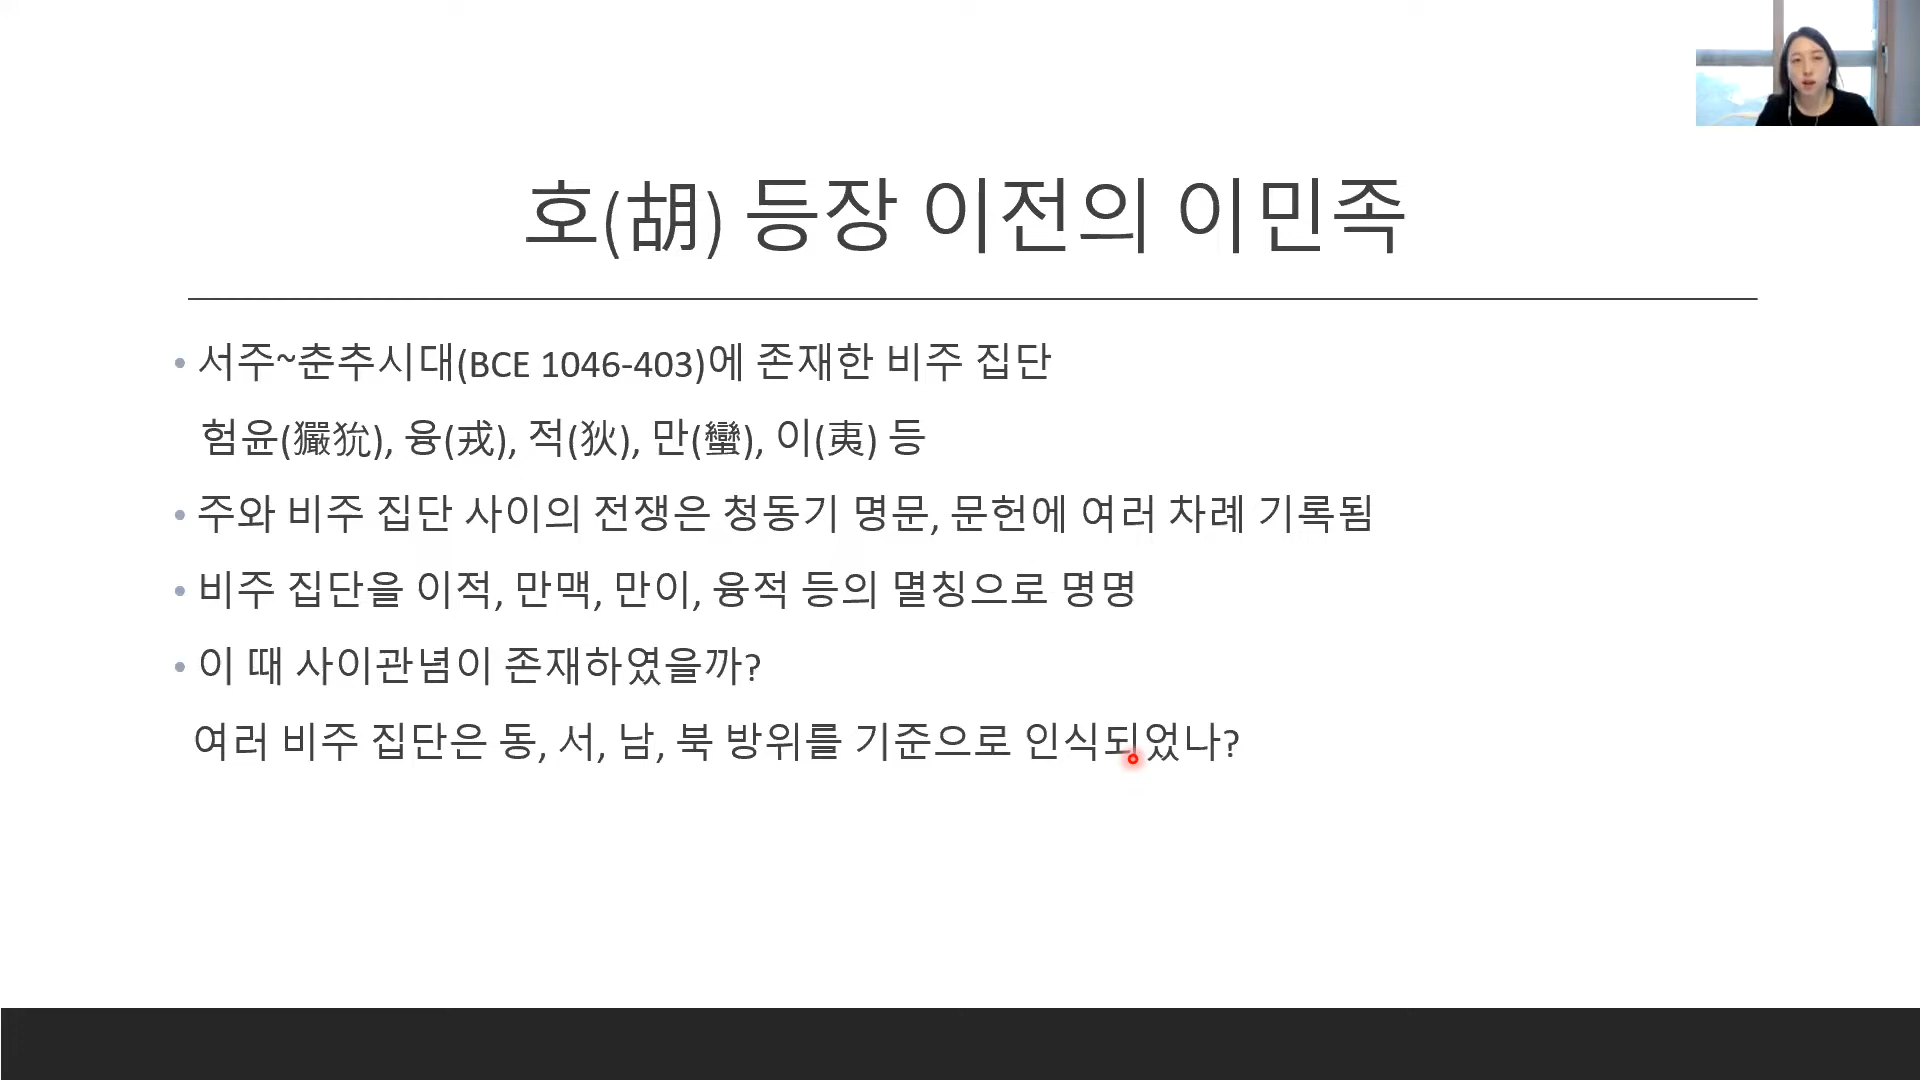 호(胡) 등장 이전의 이민족
• 서주~춘추시대(BCE 1046-403)에 존재한 비주 집단
험윤(玁狁), 융(戎), 적(狄), 만(蠻), 이(夷) 등
• 주와 비주 집단 사이의 전쟁은 청동기 명문, 문헌에 여러 차례 기록됨
• 비주 집단을 이적, 만맥, 만이, 융적 등의 멸칭으로 명명
• 이 때 사이관념이 존재하였을까?
여러 비주 집단은 동, 서, 남, 북 방위를 기준으로 인식되었나?